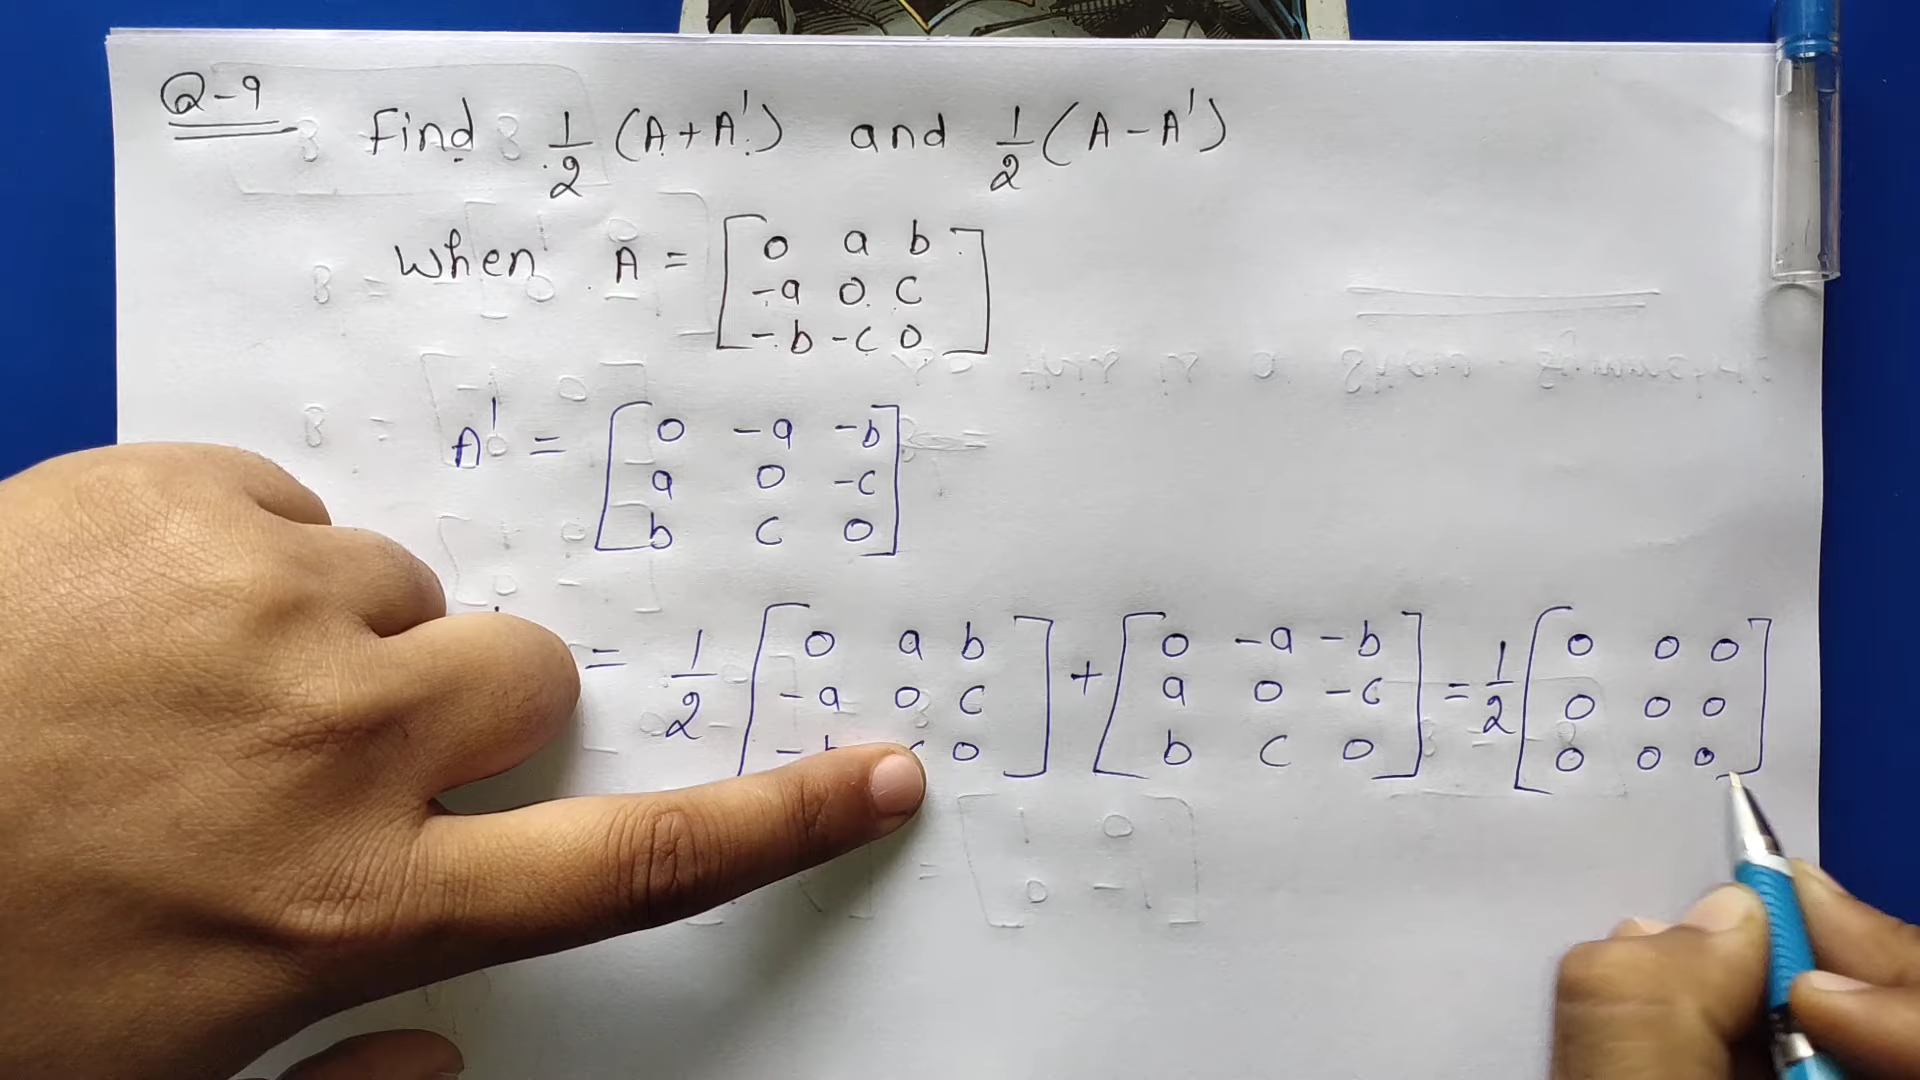 Q-9
Find 1/2 (A+A') and 1/2 (A-A')
When A = [0 a b
-a 0 c
-b -c 0]
A' = [0 -a -b
a 0 -c
b c 0]
= 1/2 [0 a b + [0 -a -b = 1/2 [0 0 0
-a 0 c] a 0 -c] 0 0 0]
0 b c 0 0 0 0